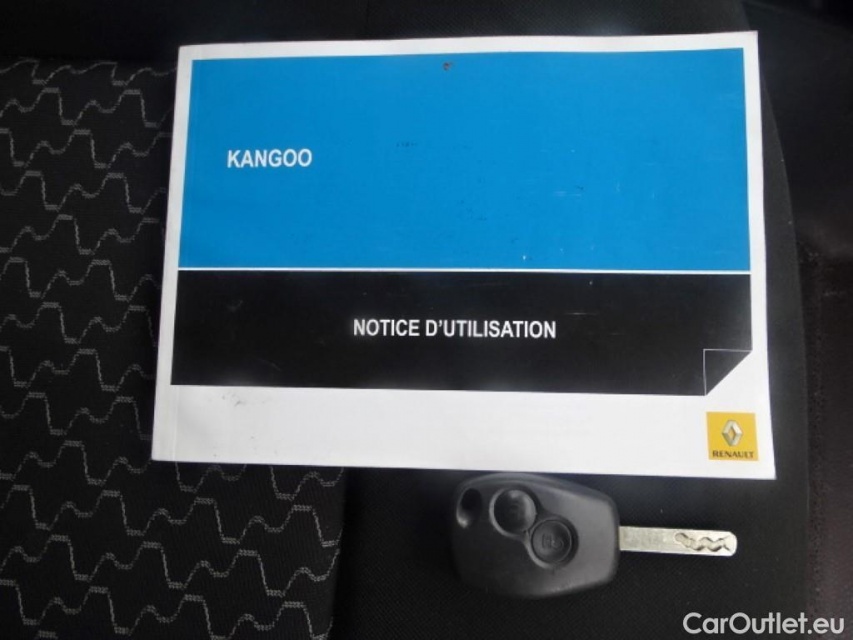 KANGOO
NOTICE D'UTILISATION
RENAULT
CarOutlet.eu